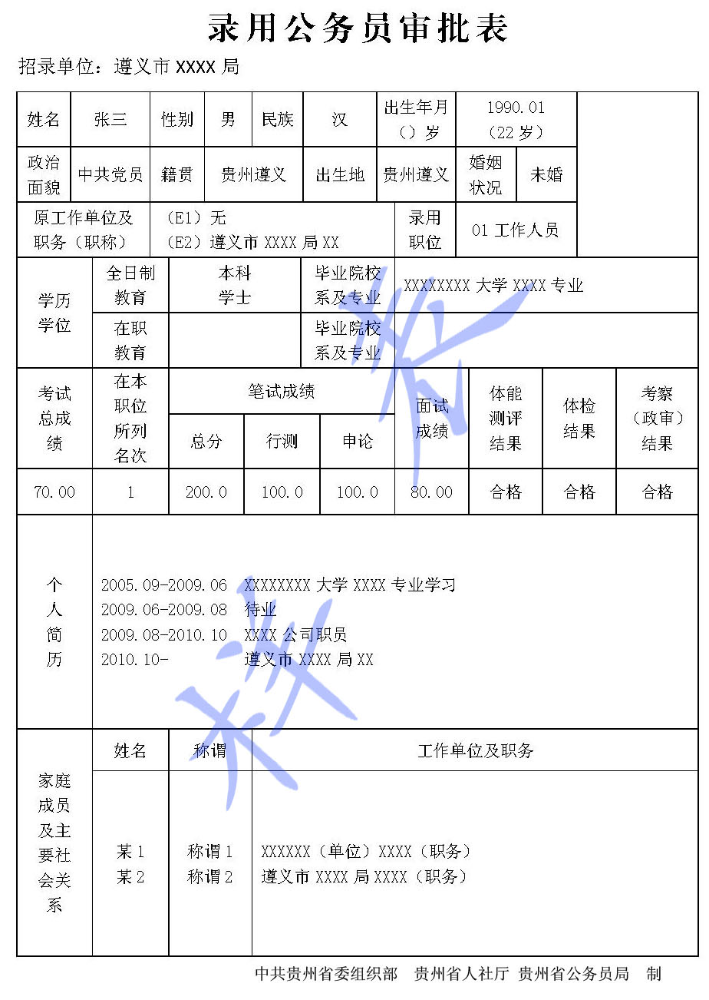 录用公务员审批表
招录单位：遵义市 XXXX 局
姓名 张三 性别 男 民族 汉 出生年月 1990.01
（）岁 （22 岁）
政治 中共党员 籍贯 贵州遵义 出生地 贵州遵义 婚姻 未婚
面貌 状况
原工作单位及 （E1）无 录用 01 工作人员
职务（职称） （E2）遵义市 XXXX 局 XX 职位
学历
学位
全日制 本科 毕业院校 XXXXXXXX 大学 XXXX 专业
教育 学士 系及专业
在职 毕业院校
教育 系及专业
考试
总成
绩
在本
职位
所列
名次
笔试成绩
总分 行测 申论
面试
成绩
体能
测评
结果
体检
结果
考察
（政审）
结果
70.00 1 200.0 100.0 100.0 80.00 合格 合格 合格
个
人
简
历
2005.09-2009.06 XXXXXXXX 大学 XXXX 专业学习
2009.06-2009.08 待业
2009.08-2010.10 XXXX 公司职员
2010.10- 遵义市 XXXX 局 XX
家庭
成员
及主
要社
会关
系
姓名 称谓 工作单位及职务
某 1 称谓 1 XXXXXX（单位）XXXX（职务）
某 2 称谓 2 遵义市 XXXX 局 XXXX（职务）
样表
中共贵州省委组织部 贵州省人社厅 贵州省公务员局 制